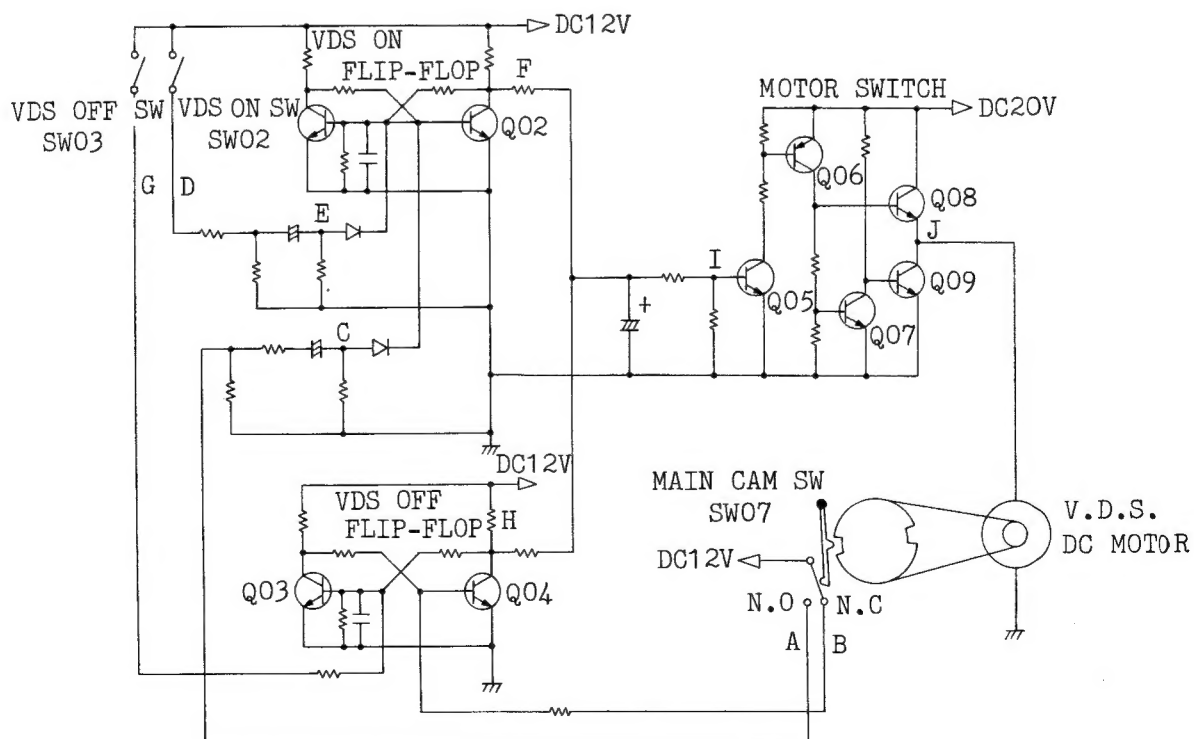 DC12V
VDS ON
FLIP-FLOP
F
VDS OFF SW
SW03
VDS ON SW
SW02
Q02
G
D
E
C
MOTOR SWITCH
DC20V
Q06
Q08
J
I
Q05
Q09
Q07
DC12V
VDS OFF
FLIP-FLOP
H
Q03
Q04
MAIN CAM SW
SW07
DC12V
N.O
N.C
A
B
V.D.S.
DC MOTOR
+